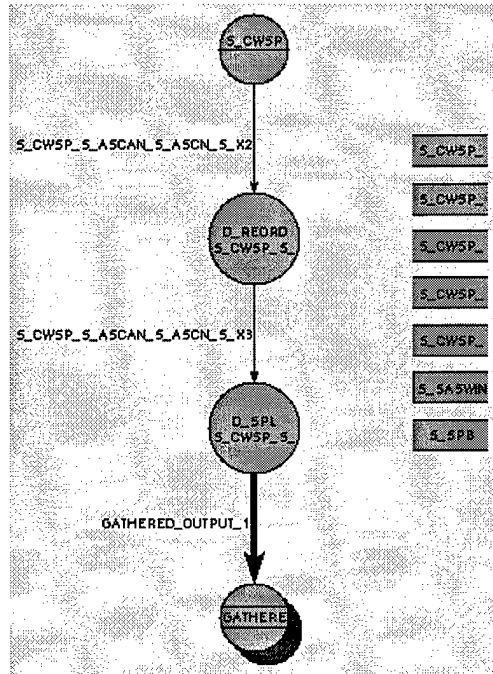 S_CWSP
S_CWSP_S_ASCAN_S_ASCN_S_X2
D_REORD
S_CWSP_S_
S_CWSP_S_ASCAN_S_ASCN_S_X3
D_SPL
S_CWSP_S_
GATHERED_OUTPUT_1
GATHERE
S_CWSP_
S_CWSP_
S_CWSP_
S_CWSP_
S_CWSP_
S_SASWIN
S_SPB